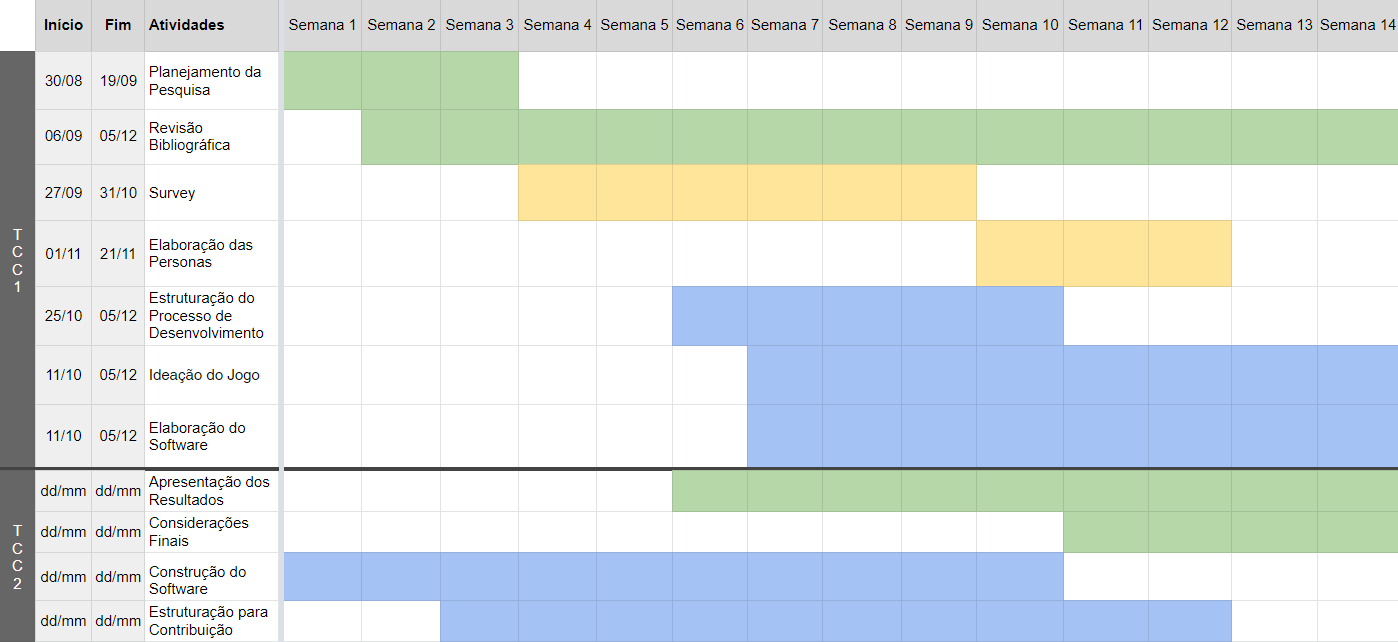 Início Fim Atividades Semana 1 Semana 2 Semana 3 Semana 4 Semana 5 Semana 6 Semana 7 Semana 8 Semana 9 Semana 10 Semana 11 Semana 12 Semana 13 Semana 14
TCC1
30/08 19/09 Planejamento da
Pesquisa
06/09 05/12 Revisão
Bibliográfica
27/09 31/10 Survey
01/11 21/11 Elaboração das
Personas
25/10 05/12 Estruturação do
Processo de
Desenvolvimento
11/10 05/12 Ideação do Jogo
11/10 05/12 Elaboração do
Software
TCC2
dd/mm dd/mm Apresentação dos
Resultados
dd/mm dd/mm Considerações
Finais
dd/mm dd/mm Construção do
Software
dd/mm dd/mm Estruturação para
Contribuição